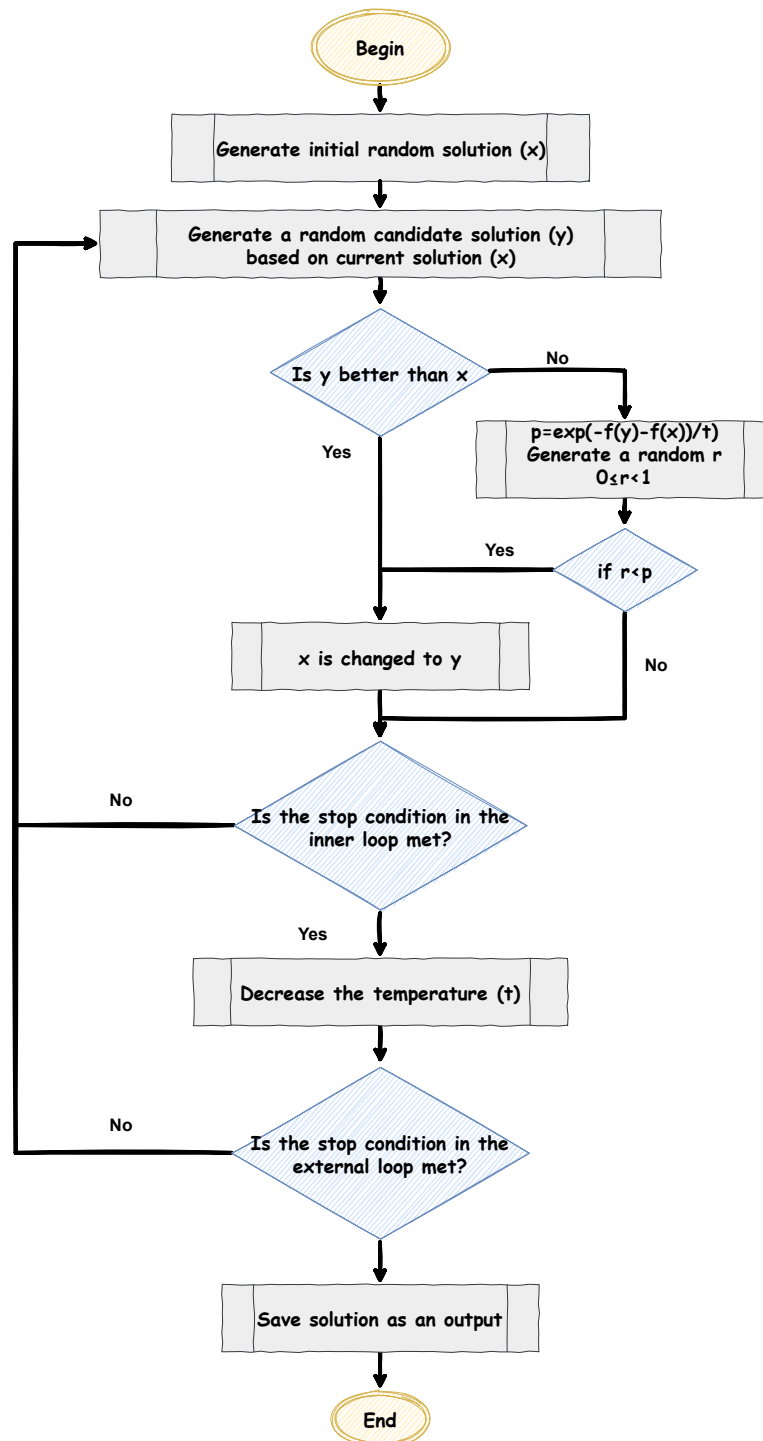 Begin
Generate initial random solution (x)
Generate a random candidate solution (y)
based on current solution (x)
Is y better than x
No
p=exp(-f(y)-f(x))/t)
Generate a random r
0≤r<1
Yes
Yes
if r<p
x is changed to y
No
Is the stop condition in the
inner loop met?
No
Yes
Decrease the temperature (t)
Is the stop condition in the
external loop met?
No
Save solution as an output
End